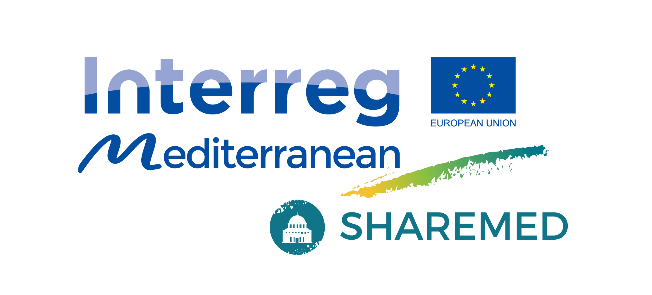 Interreg
EUROPEAN UNION
Mediterranean
SHAREMED